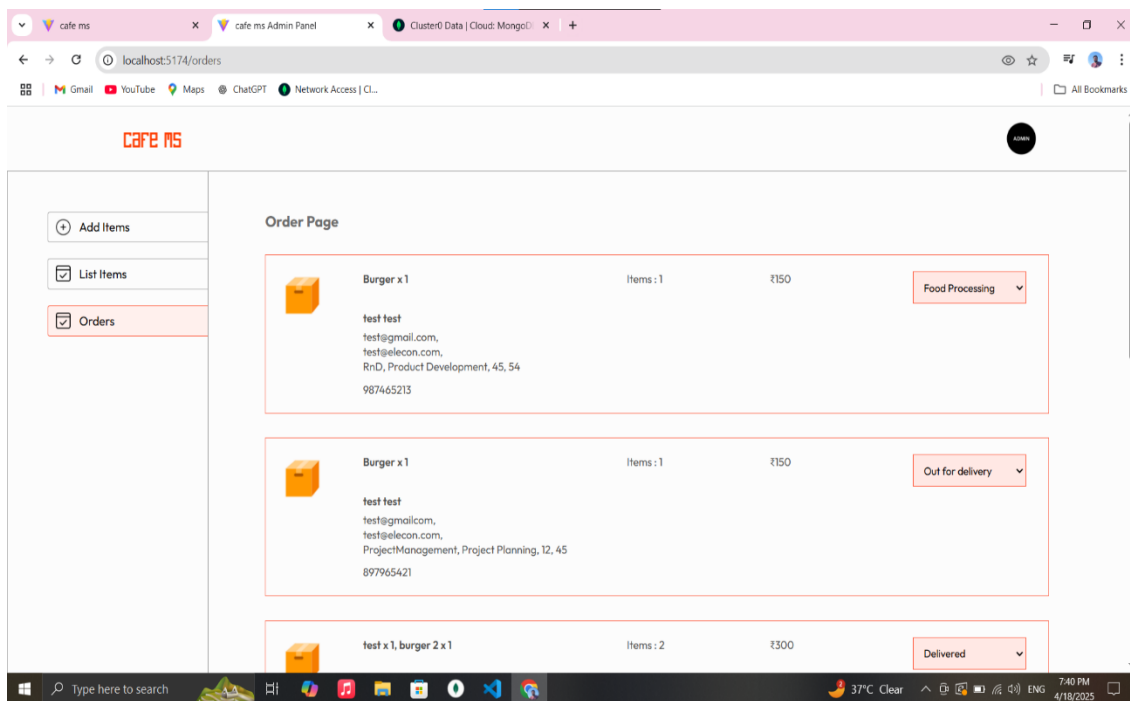 cafe ms
cafe ms Admin Panel
Cluster0 Data | Cloud: MongoD
localhost:5174/orders
Gmail
YouTube
Maps
ChatGPT
Network Access | Cl...
All Bookmarks
cafe ms
ADMIN
Add Items
List Items
Orders
Order Page
Burger x 1 Items : 1 ₹150 Food Processing
test test
test@gmail.com,
test@elecon.com,
RnD, Product Development, 45, 54
987465213
Burger x 1 Items : 1 ₹150 Out for delivery
test test
test@gmailcom,
test@elecon.com,
ProjectManagement, Project Planning, 12, 45
897965421
test x 1, burger 2 x 1 Items : 2 ₹300 Delivered
Type here to search
37°C Clear
ENG
7:40 PM
4/18/2025